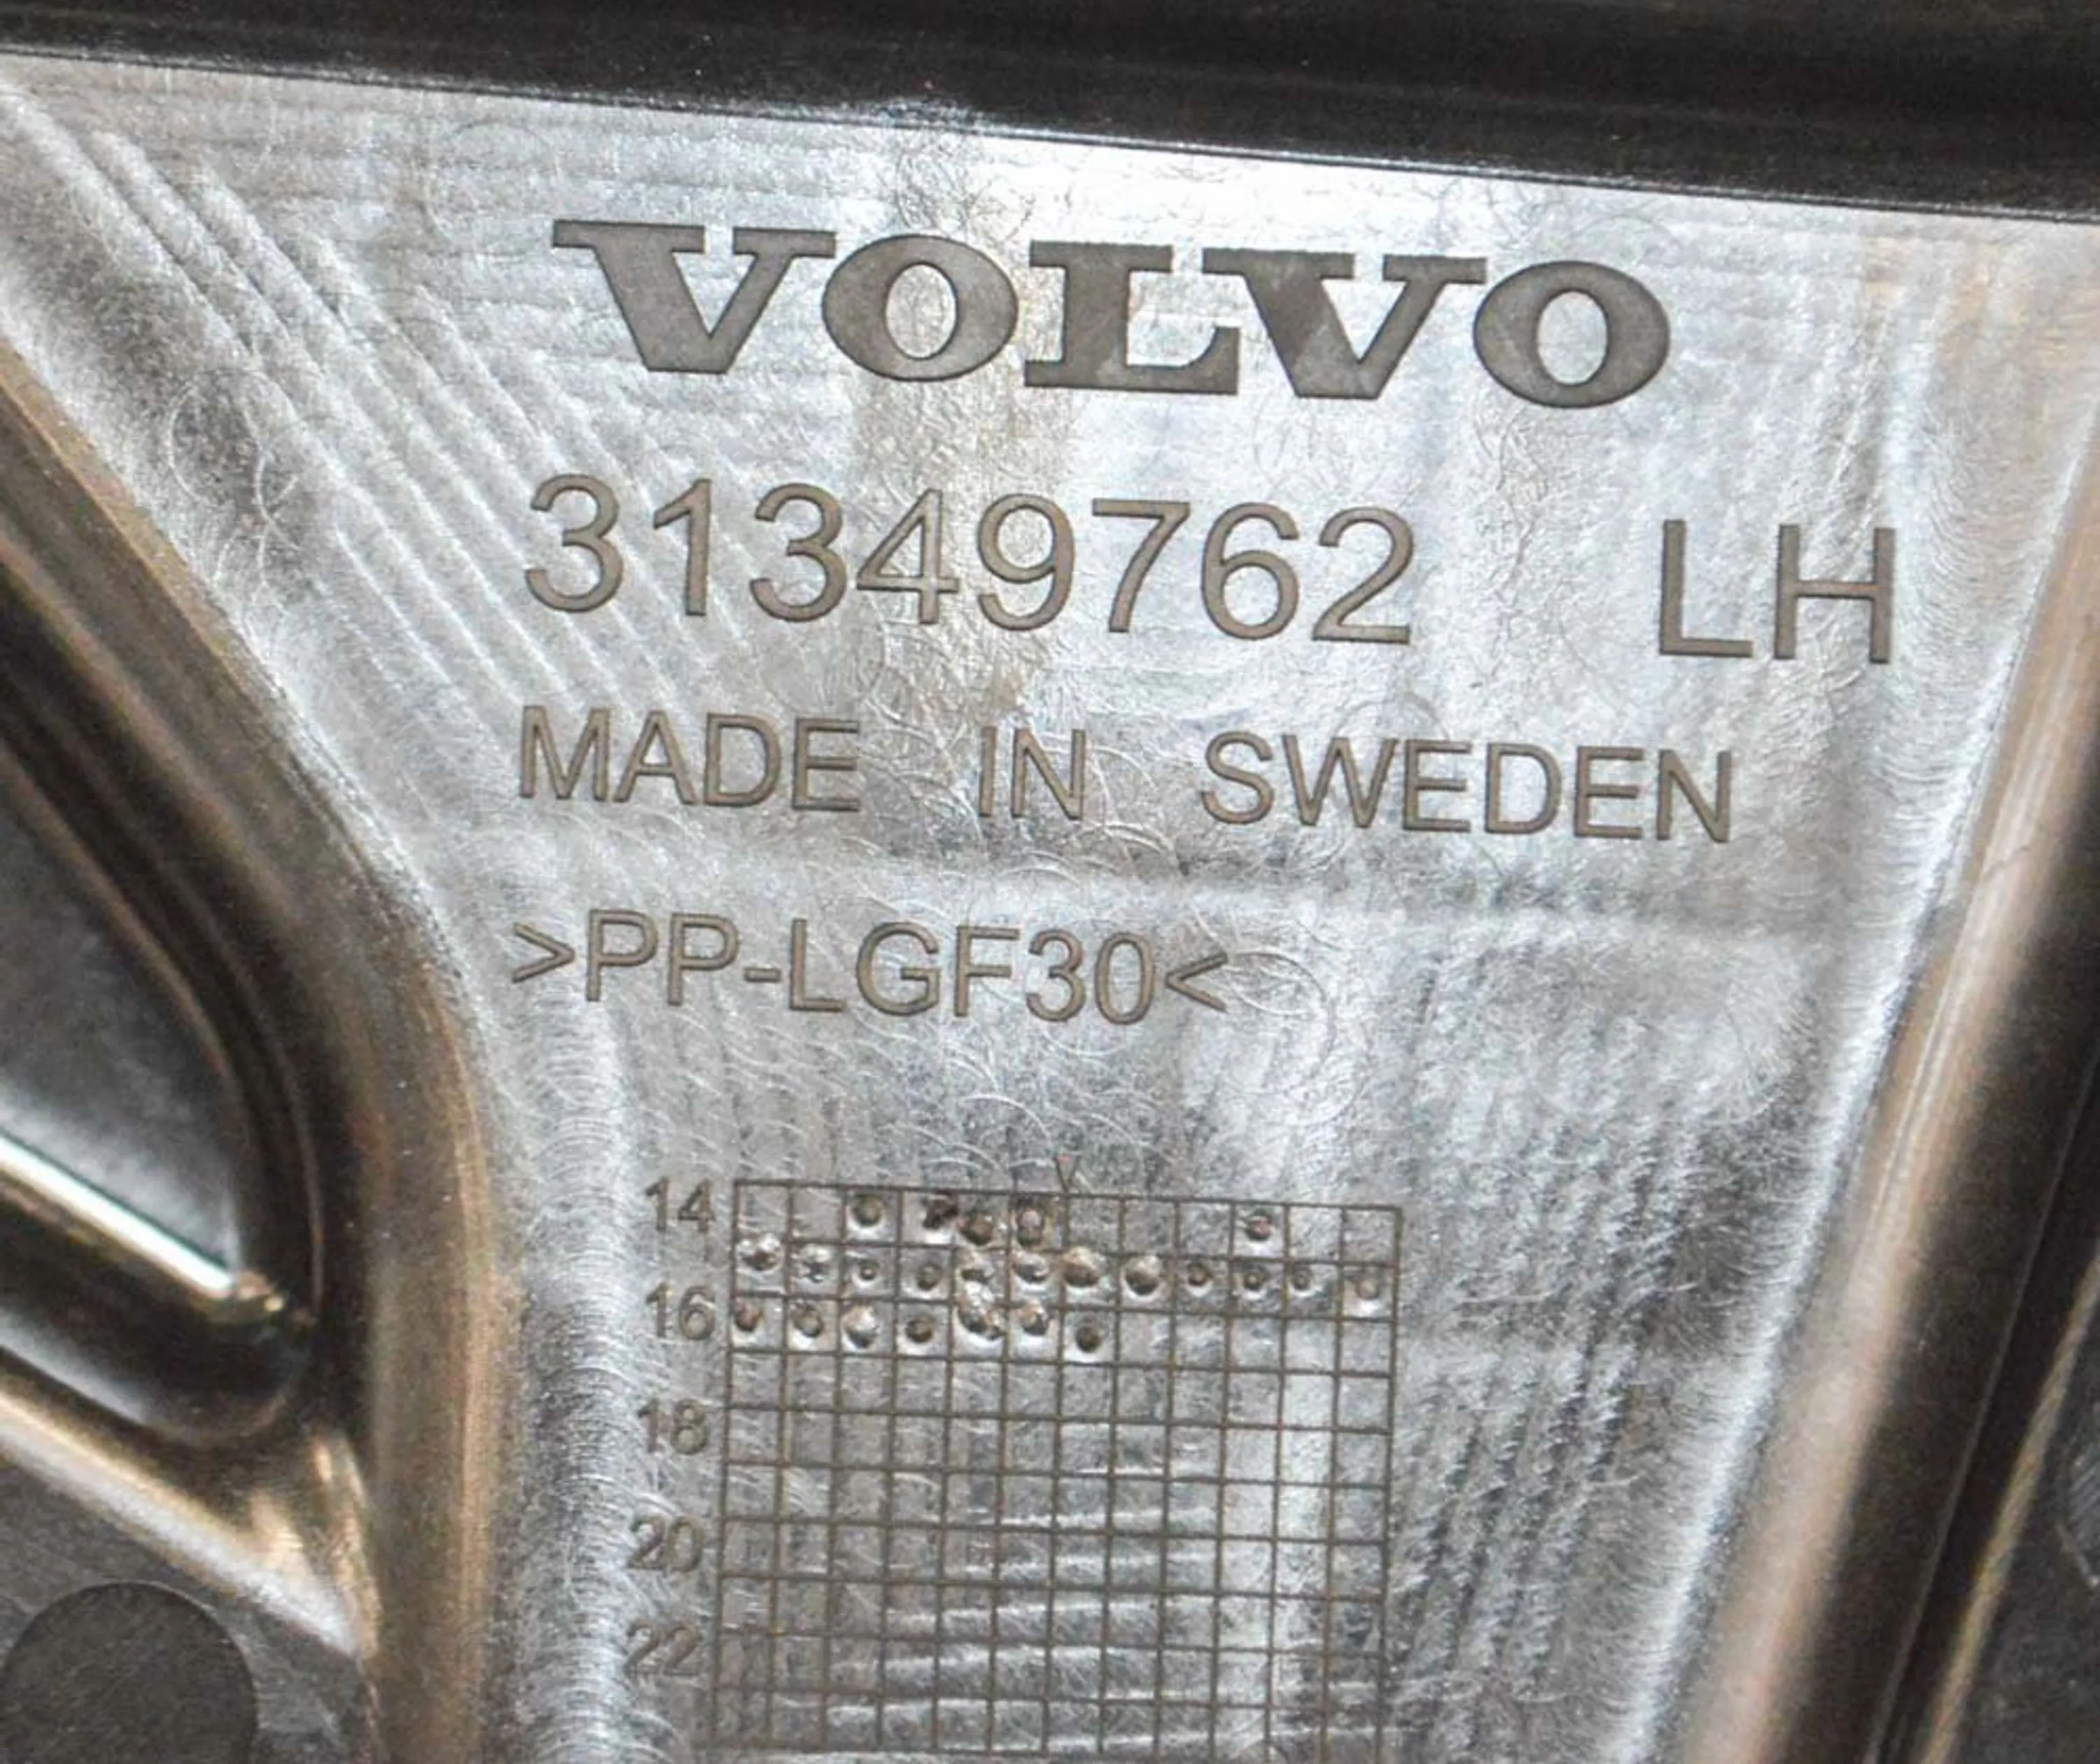 VOLVO
31349762 LH
MADE IN SWEDEN
>PP-LGF30<
14
16
18
20
22